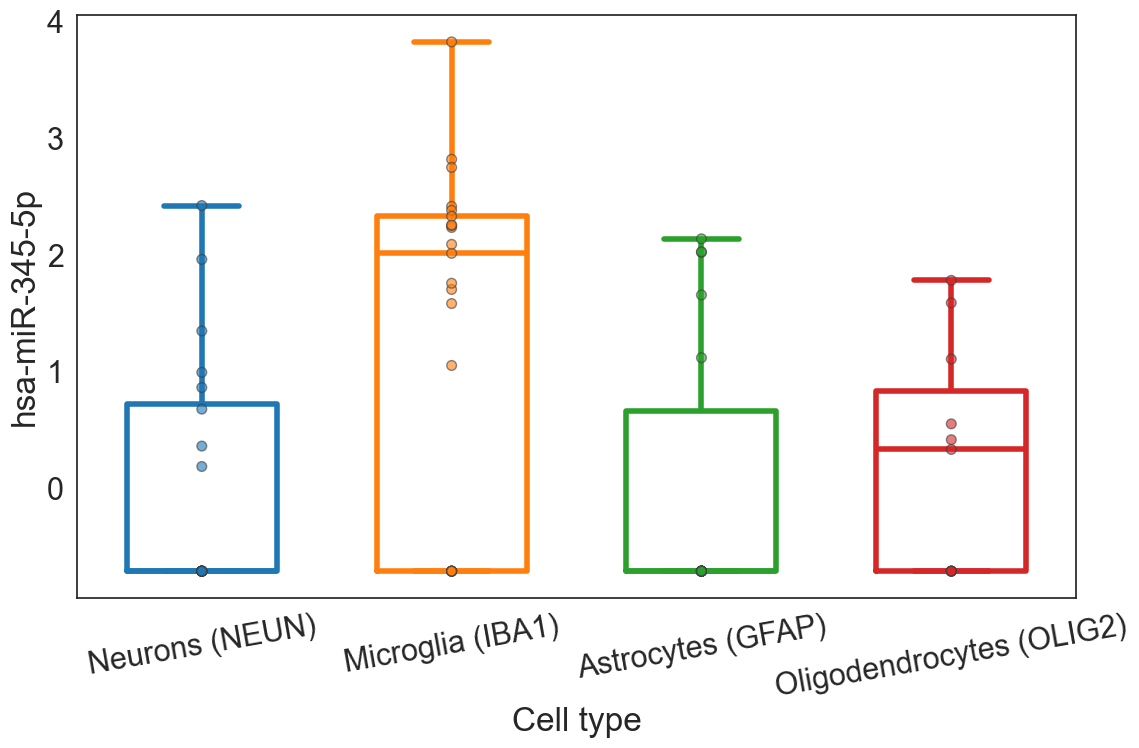 hsa-miR-345-5p
4
3
2
1
0
Neurons (NEUN)
Microglia (IBA1)
Astrocytes (GFAP)
Oligodendrocytes (OLIG2)
Cell type